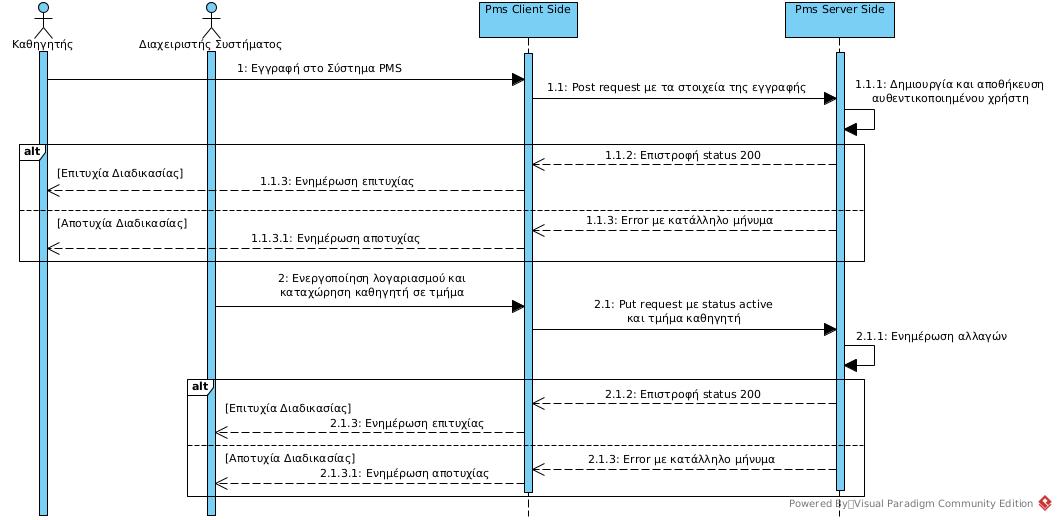 Pms Client Side
Pms Server Side
Καθηγητής
Διαχειριστής Συστήματος
1: Εγγραφή στο Σύστημα PMS
1.1: Post request με τα στοιχεία της εγγραφής
1.1.1: Δημιουργία και αποθήκευση
αυθεντικοποιημένου χρήστη
alt
1.1.2: Επιστροφή status 200
[Επιτυχία Διαδικασίας]
1.1.3: Ενημέρωση επιτυχίας
[Αποτυχία Διαδικασίας]
1.1.3: Error με κατάλληλο μήνυμα
1.1.3.1: Ενημέρωση αποτυχίας
2: Ενεργοποίηση λογαριασμού και
καταχώρηση καθηγητή σε τμήμα
2.1: Put request με status active
και τμήμα καθηγητή
2.1.1: Ενημέρωση αλλαγών
alt
2.1.2: Επιστροφή status 200
[Επιτυχία Διαδικασίας]
2.1.3: Ενημέρωση επιτυχίας
[Αποτυχία Διαδικασίας]
2.1.3: Error με κατάλληλο μήνυμα
2.1.3.1: Ενημέρωση αποτυχίας
Powered By Visual Paradigm Community Edition